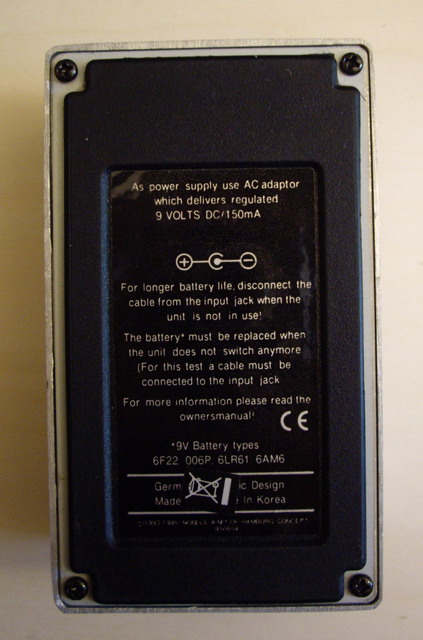 As power supply use AC adaptor
which delivers regulated
9 VOLTS DC/150mA
+ −
For longer battery life, disconnect the
cable from the input jack when the
unit is not in use!
The battery* must be replaced when
the unit does not switch anymore
(For this test a cable must be
connected to the input jack
For more information please read the
ownersmanual!
CE
*9V Battery types
6F22, 006P, 6LR61, 6AM6
Germ ic Design
Made In Korea
HAMBURG CONCEPT